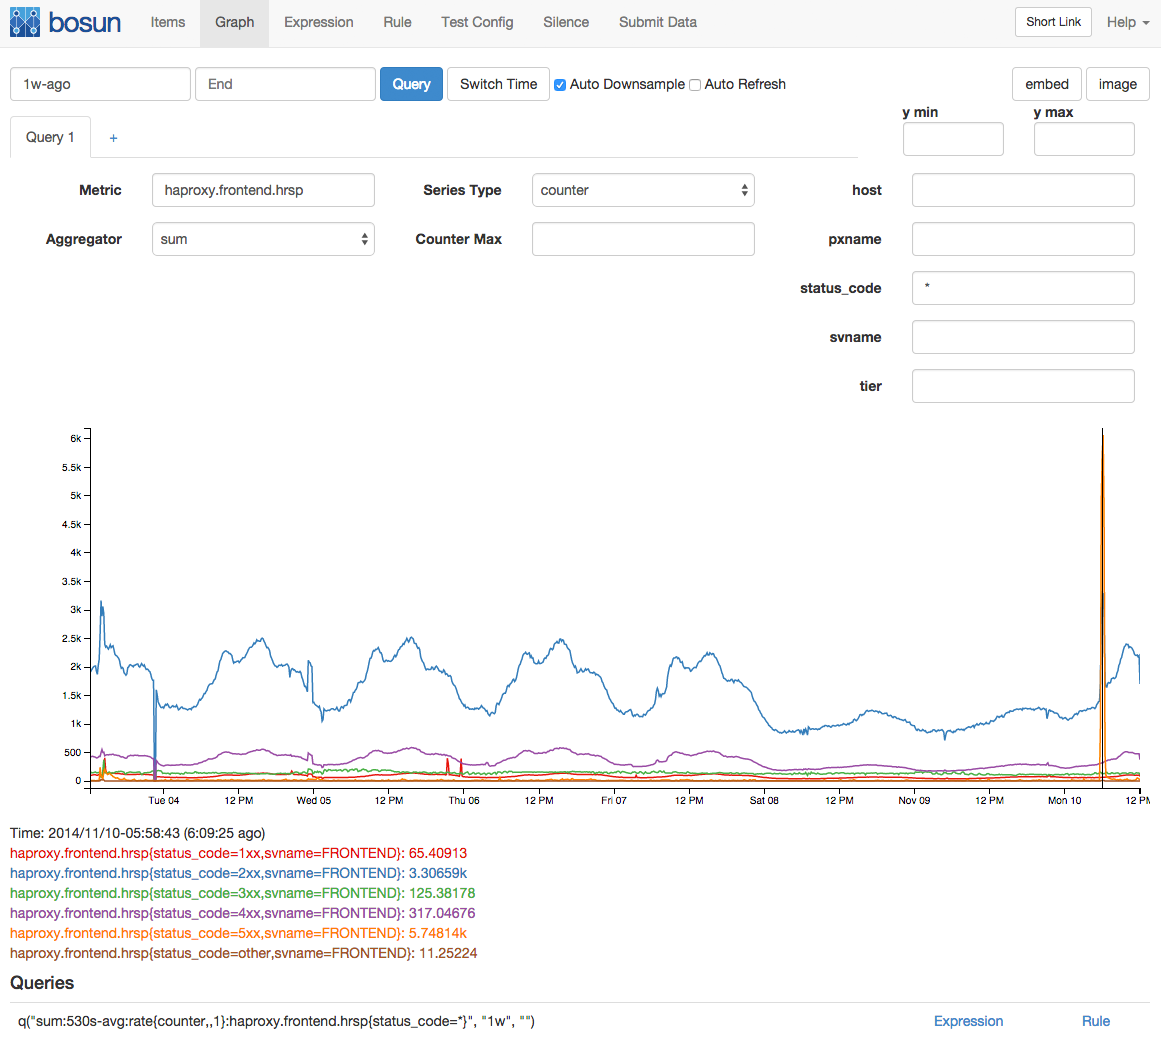 bosun Items Graph Expression Rule Test Config Silence Submit Data Short Link Help
1w-ago End Query Switch Time Auto Downsample Auto Refresh embed image
y min y max
Query 1 +
Metric haproxy.frontend.hrsp Series Type counter host
Aggregator sum Counter Max pxname
status_code *
svname
tier
6k
5.5k
5k
4.5k
4k
3.5k
3k
2.5k
2k
1.5k
1k
500
0
Tue 04 12 PM Wed 05 12 PM Thu 06 12 PM Fri 07 12 PM Sat 08 12 PM Nov 09 12 PM Mon 10 12 PM
Time: 2014/11/10-05:58:43 (6:09:25 ago)
haproxy.frontend.hrsp{status_code=1xx,svname=FRONTEND}: 65.40913
haproxy.frontend.hrsp{status_code=2xx,svname=FRONTEND}: 3.30659k
haproxy.frontend.hrsp{status_code=3xx,svname=FRONTEND}: 125.38178
haproxy.frontend.hrsp{status_code=4xx,svname=FRONTEND}: 317.04676
haproxy.frontend.hrsp{status_code=5xx,svname=FRONTEND}: 5.74814k
haproxy.frontend.hrsp{status_code=other,svname=FRONTEND}: 11.25224
Queries
q("sum:530s-avg:rate{counter,,1}:haproxy.frontend.hrsp{status_code=*}", "1w", "") Expression Rule